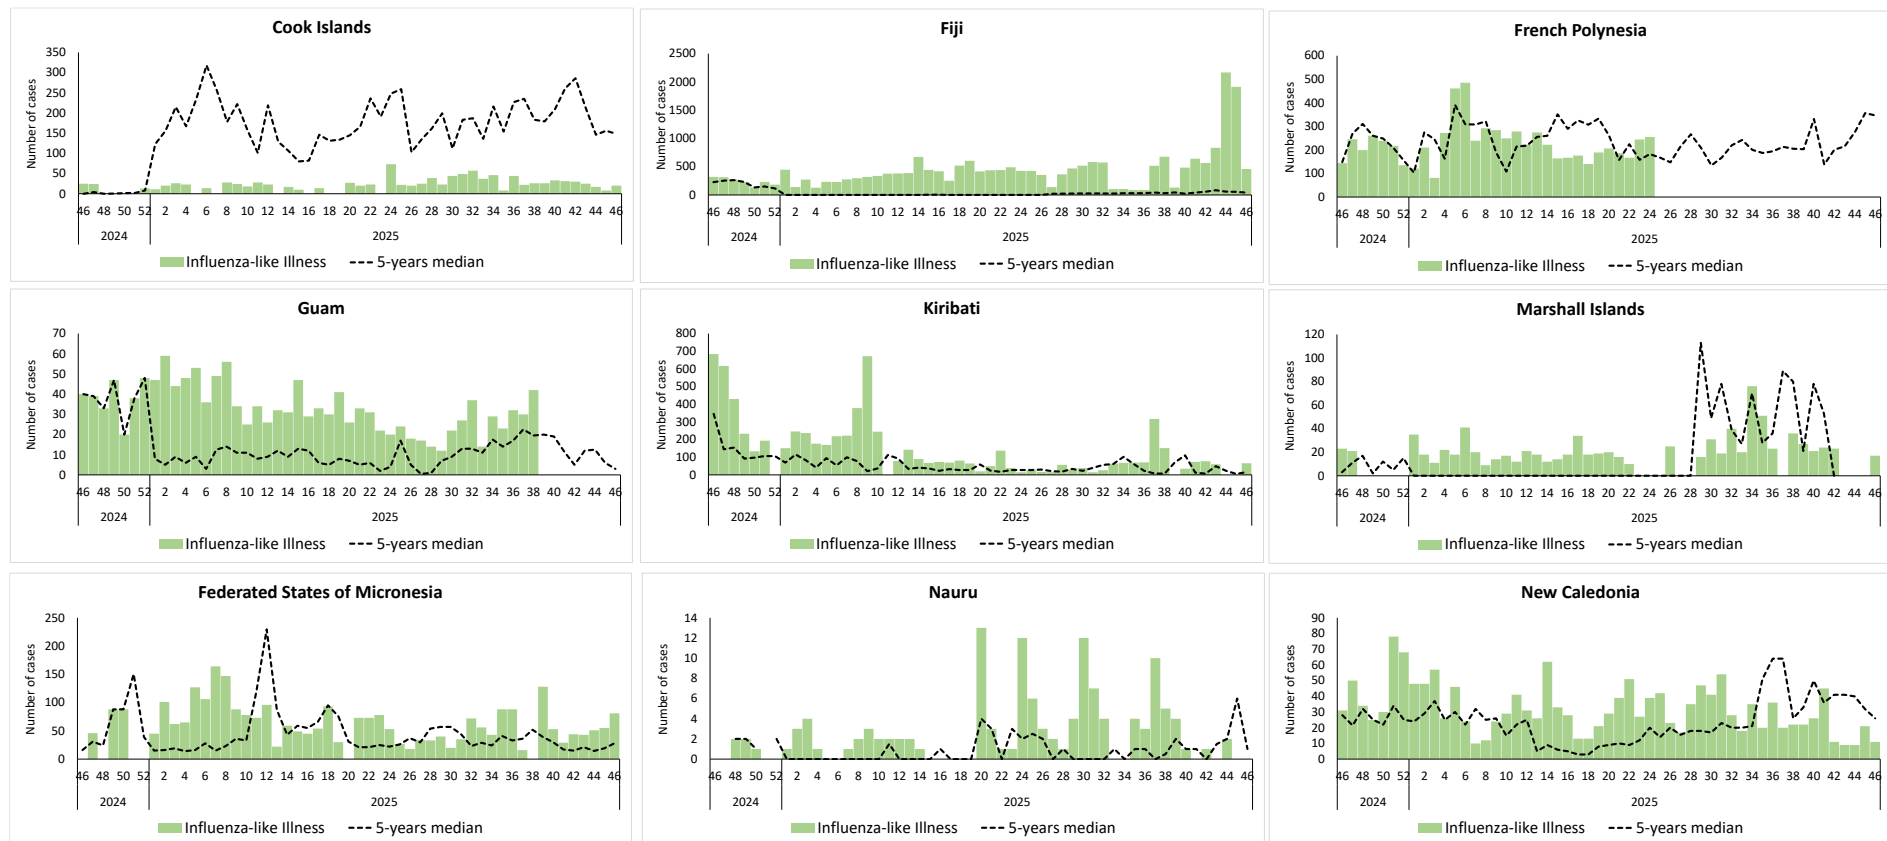 Cook Islands
Number of cases
350
300
250
200
150
100
50
0
46 48 50 52 2 4 6 8 10 12 14 16 18 20 22 24 26 28 30 32 34 36 38 40 42 44 46
2024 2025
Influenza-like Illness 5-years median
Fiji
Number of cases
2500
2000
1500
1000
500
0
46 48 50 52 2 4 6 8 10 12 14 16 18 20 22 24 26 28 30 32 34 36 38 40 42 44 46
2024 2025
Influenza-like Illness 5-years median
French Polynesia
Number of cases
600
500
400
300
200
100
0
46 48 50 52 2 4 6 8 10 12 14 16 18 20 22 24 26 28 30 32 34 36 38 40 42 44 46
2024 2025
Influenza-like Illness 5-years median
Guam
Number of cases
70
60
50
40
30
20
10
0
46 48 50 52 2 4 6 8 10 12 14 16 18 20 22 24 26 28 30 32 34 36 38 40 42 44 46
2024 2025
Influenza-like Illness 5-years median
Kiribati
Number of cases
800
700
600
500
400
300
200
100
0
46 48 50 52 2 4 6 8 10 12 14 16 18 20 22 24 26 28 30 32 34 36 38 40 42 44 46
2024 2025
Influenza-like Illness 5-years median
Marshall Islands
Number of cases
120
100
80
60
40
20
0
46 48 50 52 2 4 6 8 10 12 14 16 18 20 22 24 26 28 30 32 34 36 38 40 42 44 46
2024 2025
Influenza-like Illness 5-years median
Federated States of Micronesia
Number of cases
250
200
150
100
50
0
46 48 50 52 2 4 6 8 10 12 14 16 18 20 22 24 26 28 30 32 34 36 38 40 42 44 46
2024 2025
Influenza-like Illness 5-years median
Nauru
Number of cases
14
12
10
8
6
4
2
0
46 48 50 52 2 4 6 8 10 12 14 16 18 20 22 24 26 28 30 32 34 36 38 40 42 44 46
2024 2025
Influenza-like Illness 5-years median
New Caledonia
Number of cases
90
80
70
60
50
40
30
20
10
0
46 48 50 52 2 4 6 8 10 12 14 16 18 20 22 24 26 28 30 32 34 36 38 40 42 44 46
2024 2025
Influenza-like Illness 5-years median